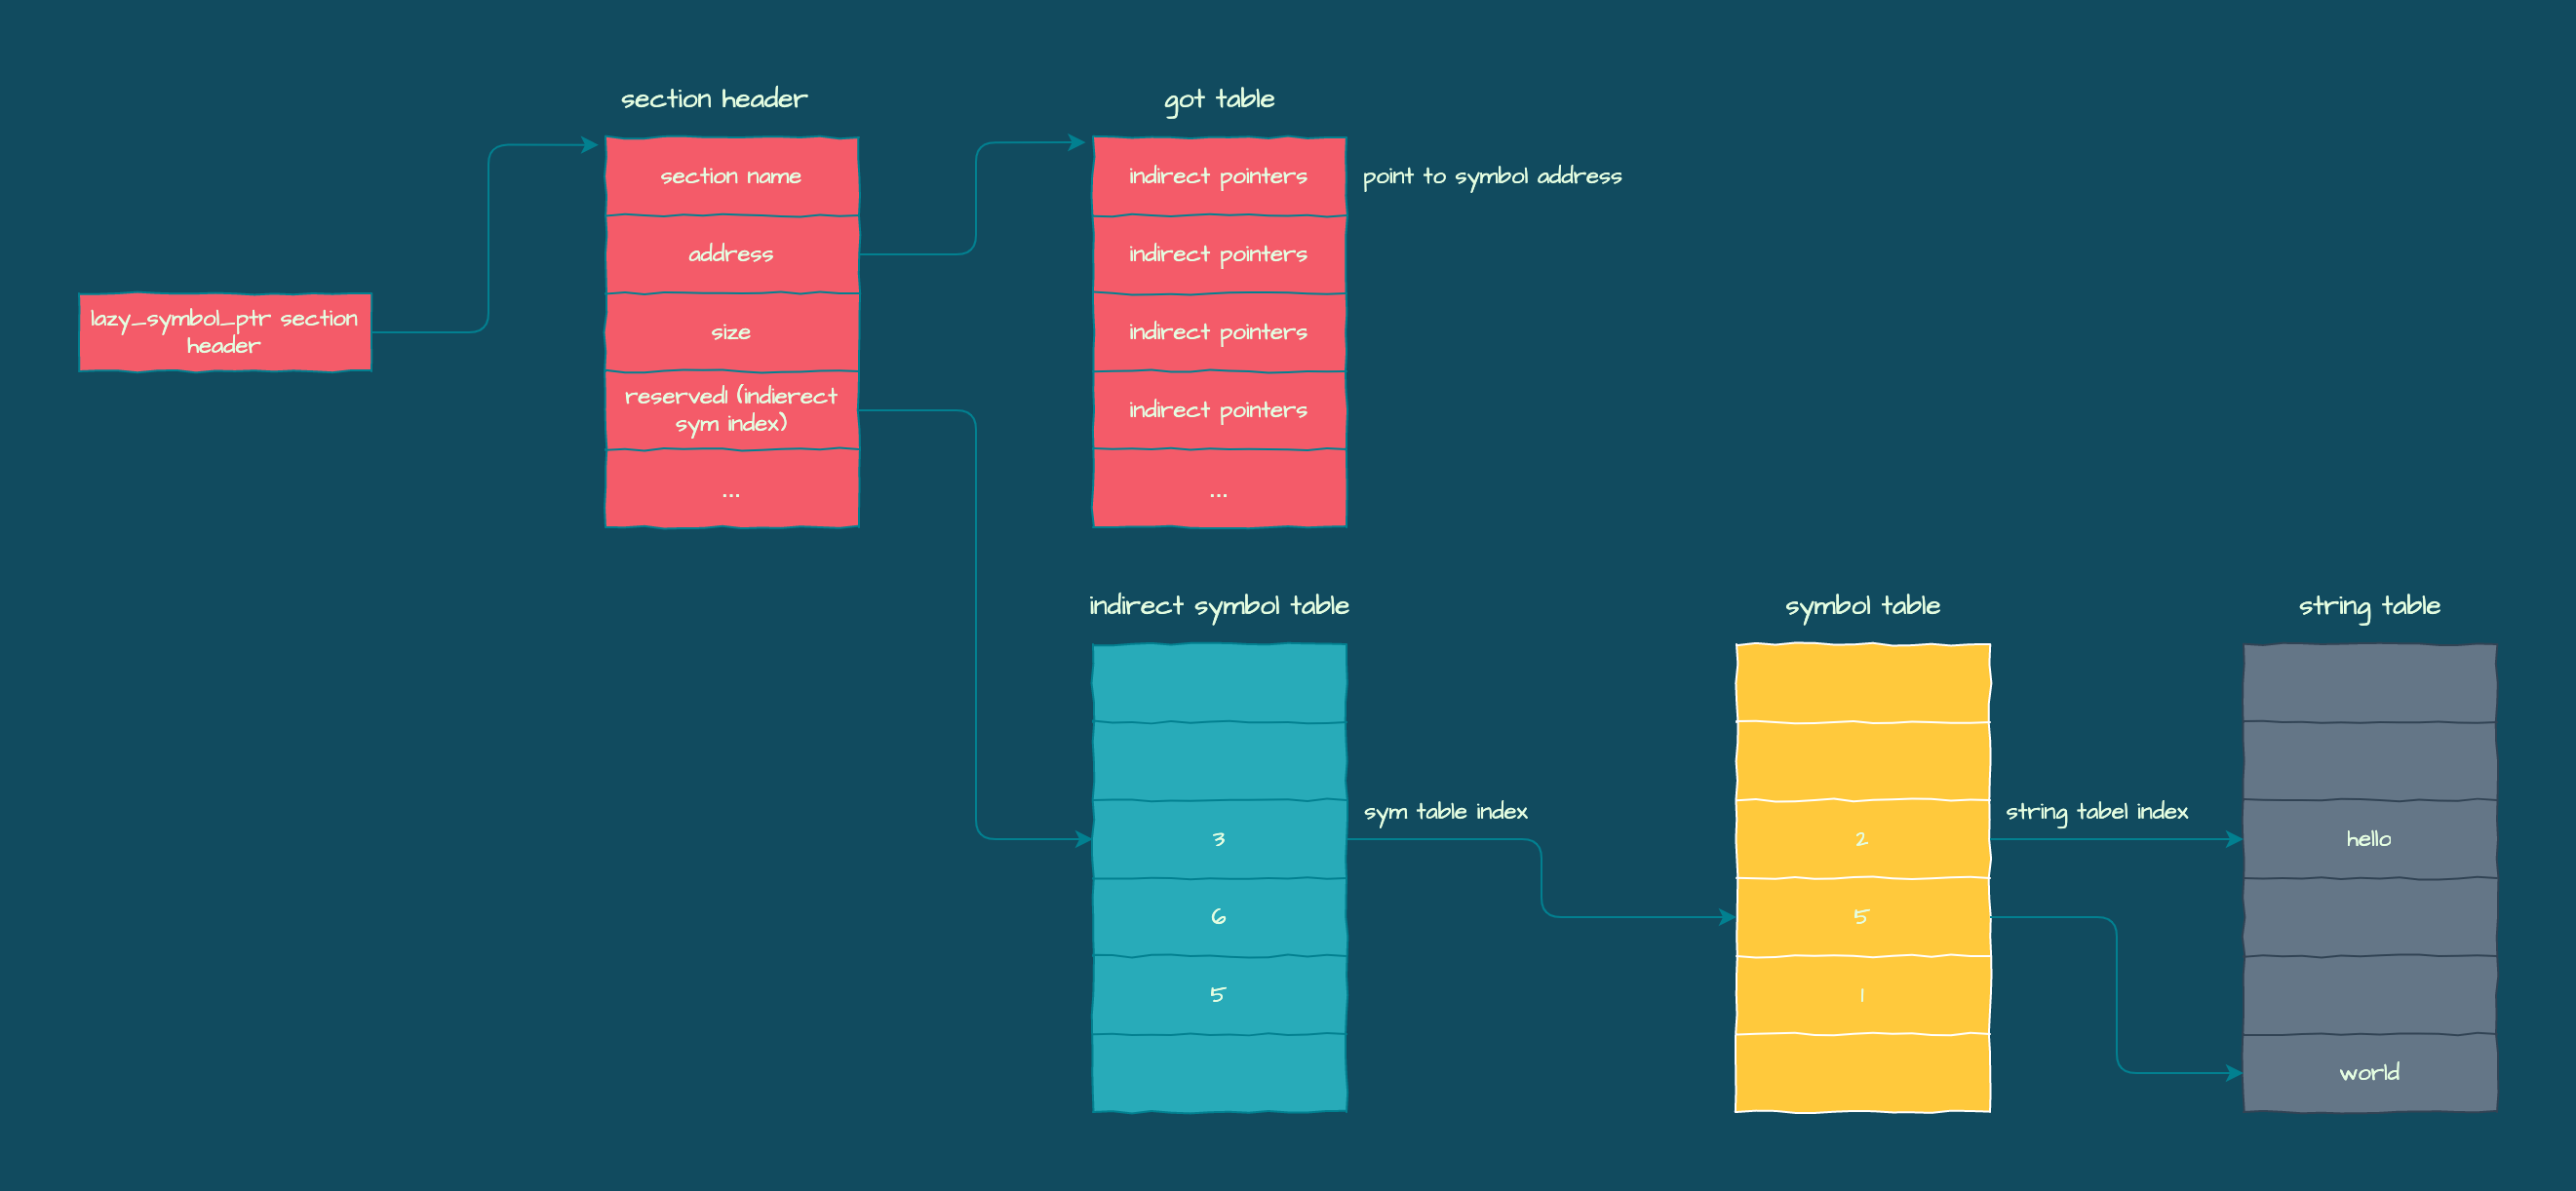 section header
got table
section name
indirect pointers
point to symbol address
address
indirect pointers
lazy_symbol_ptr section
header
size
indirect pointers
reserved1 (indierect
sym index)
indirect pointers
...
...
indirect symbol table
symbol table
string table
sym table index
string tabel index
3
2
hello
6
5
5
1
world